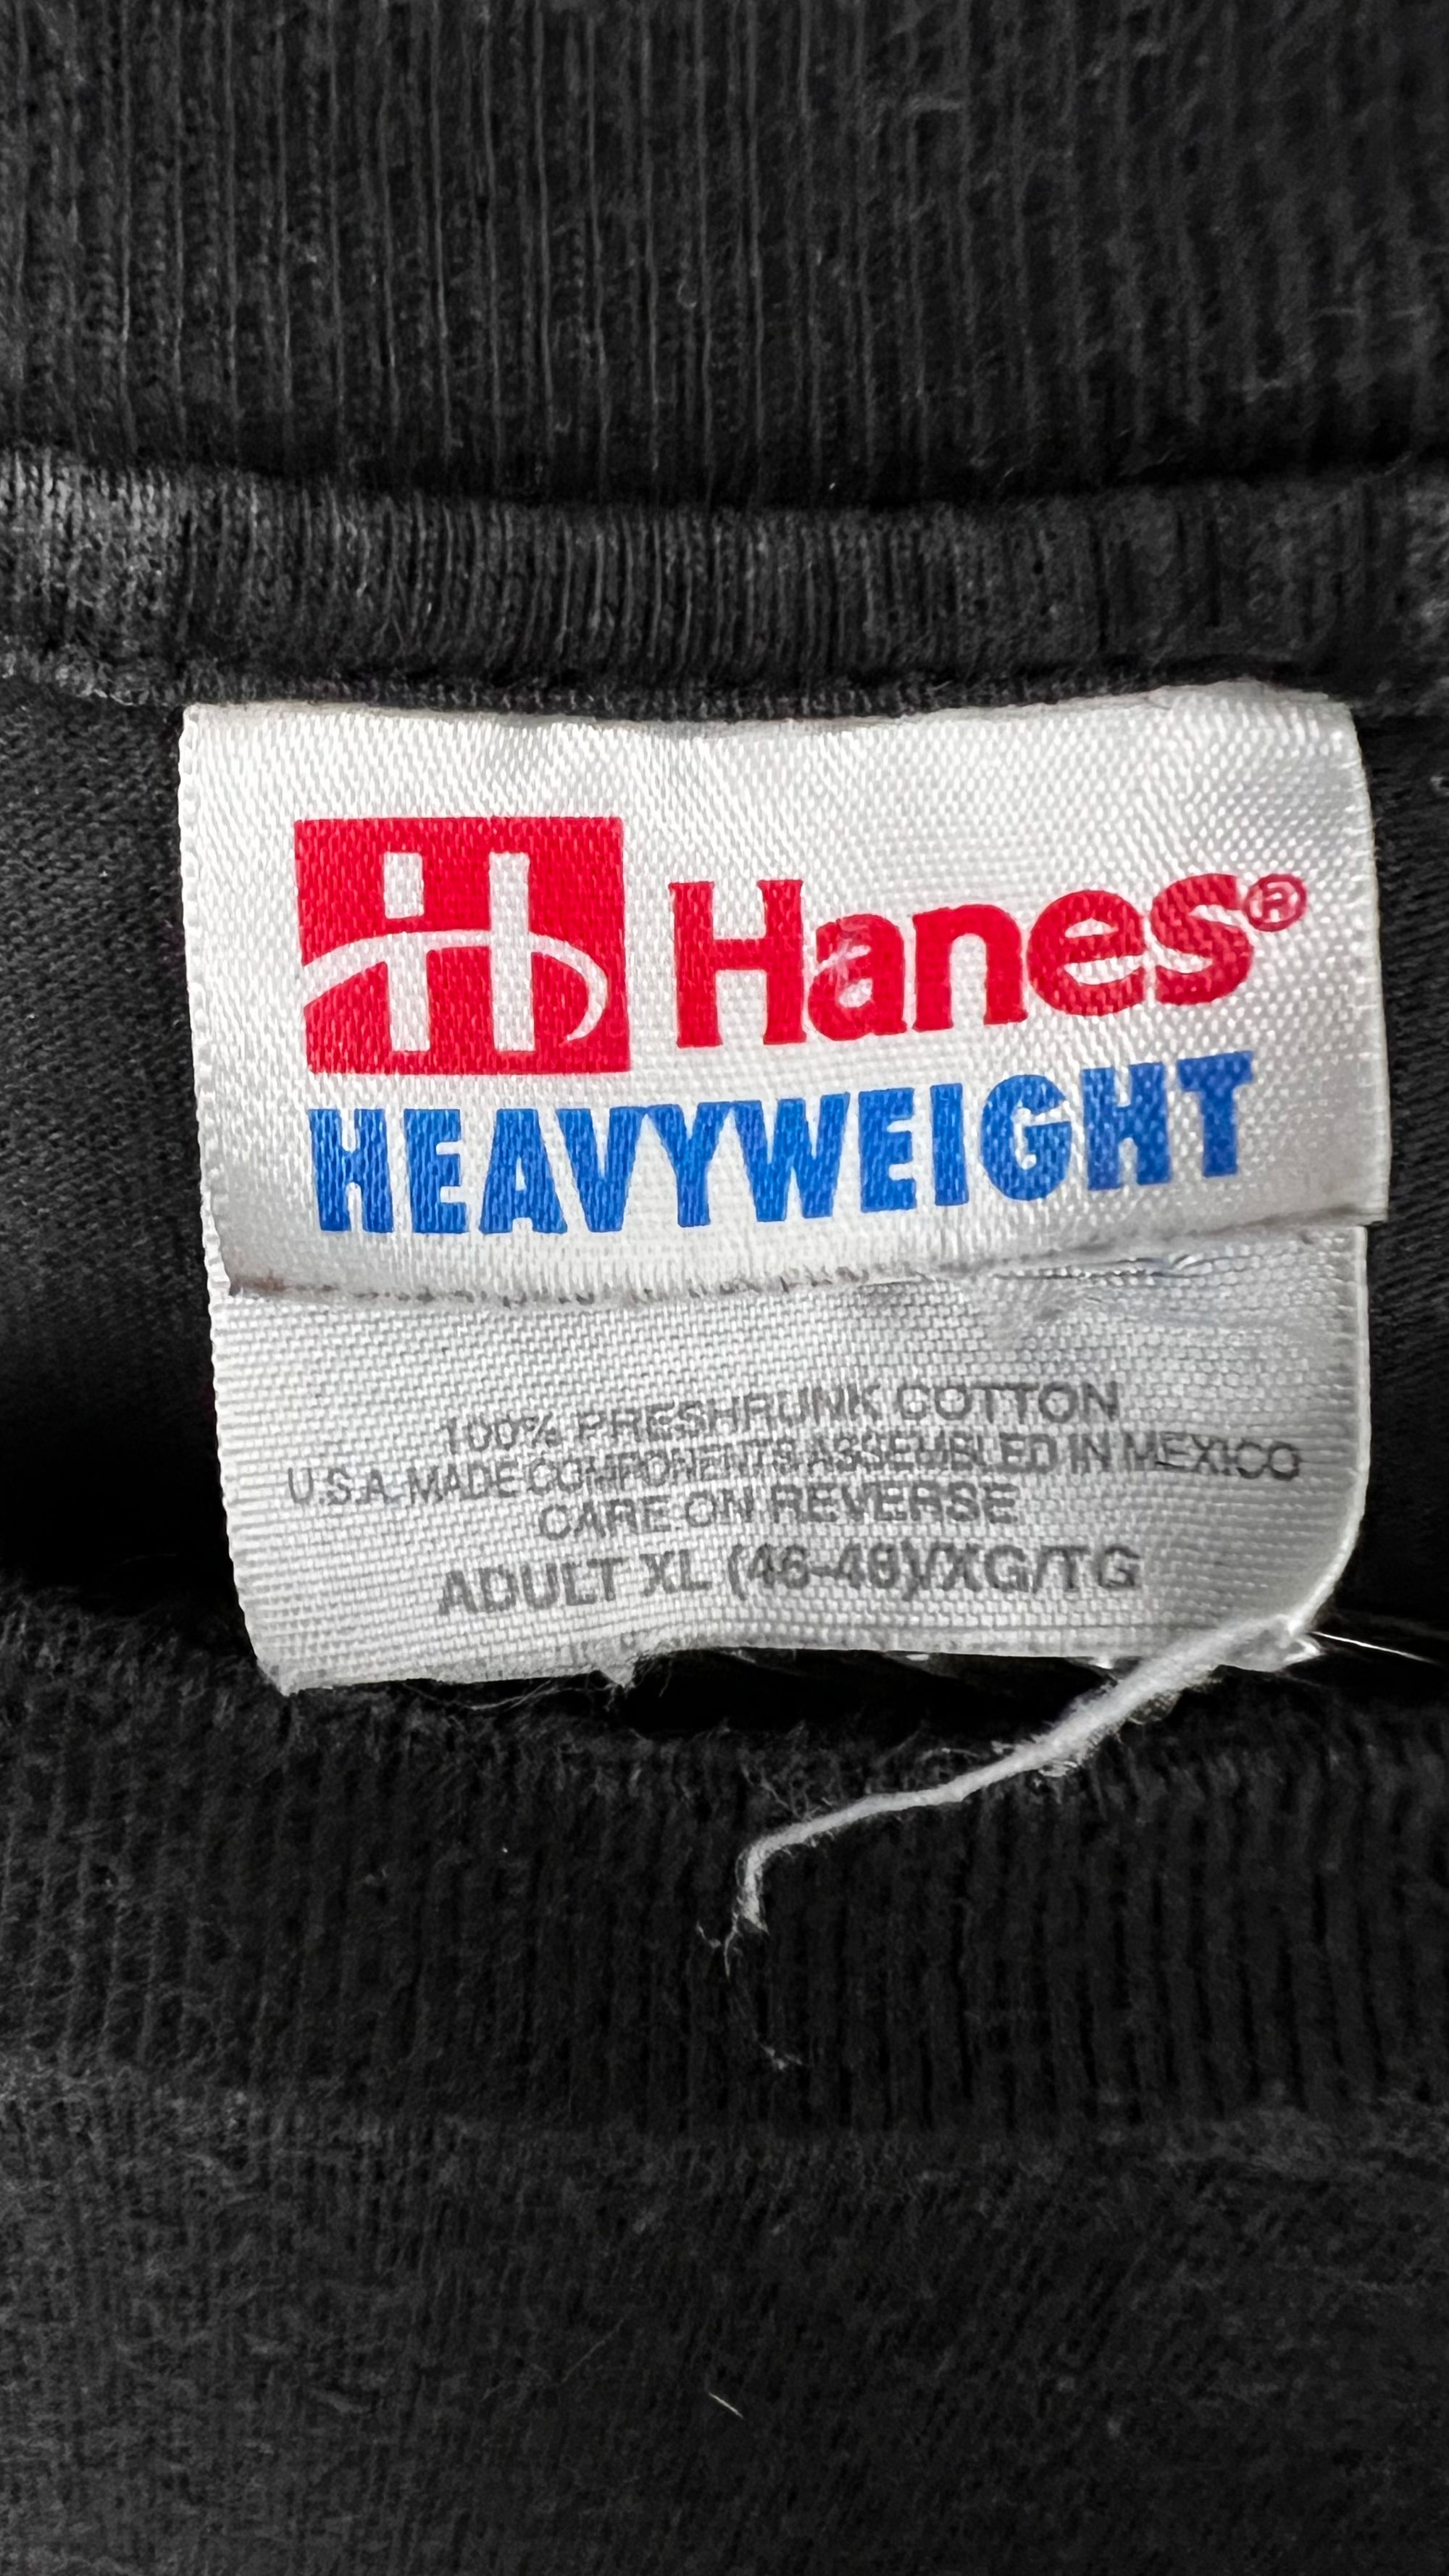 Hanes®
HEAVYWEIGHT
100% PRESHRUNK COTTON
U.S.A. MADE COMPONENTS ASSEMBLED IN MEXICO
CARE ON REVERSE
ADULT XL (46-48)/XG/TG